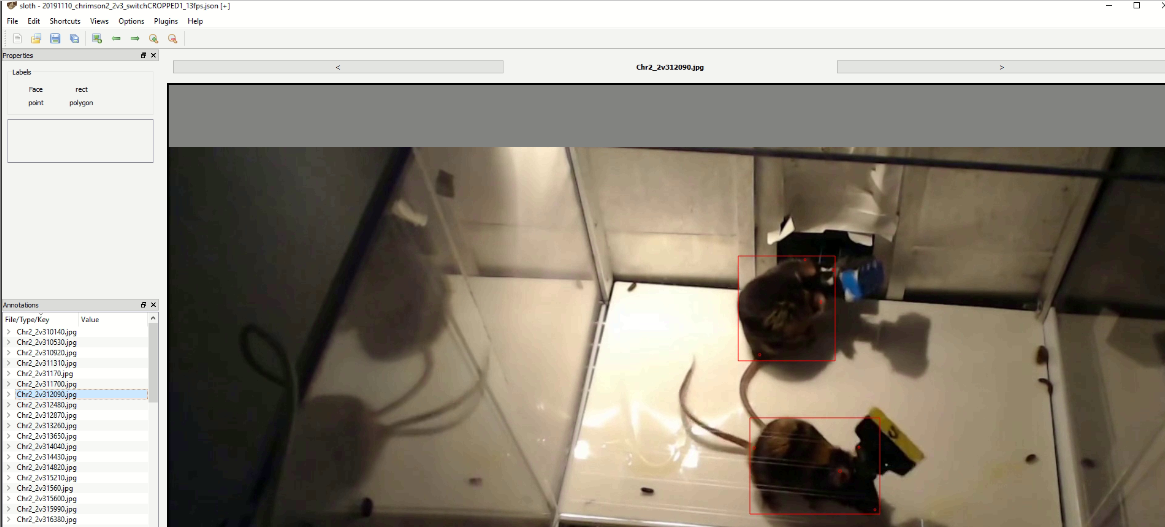 sloth - 20191110_chrimson2_2v3_switchCROPPED1_13fps.json [+]
File Edit Shortcuts Views Options Plugins Help
Properties
Labels
Face rect
point polygon
< Chr2_2v312090.jpg >
Annotations
File/Type/Key Value
Chr2_2v310140.jpg
Chr2_2v310530.jpg
Chr2_2v310920.jpg
Chr2_2v311310.jpg
Chr2_2v31170.jpg
Chr2_2v311700.jpg
Chr2_2v312090.jpg
Chr2_2v312480.jpg
Chr2_2v312870.jpg
Chr2_2v313260.jpg
Chr2_2v313650.jpg
Chr2_2v314040.jpg
Chr2_2v314430.jpg
Chr2_2v314820.jpg
Chr2_2v315210.jpg
Chr2_2v31560.jpg
Chr2_2v315600.jpg
Chr2_2v315990.jpg
Chr2_2v316380.jpg